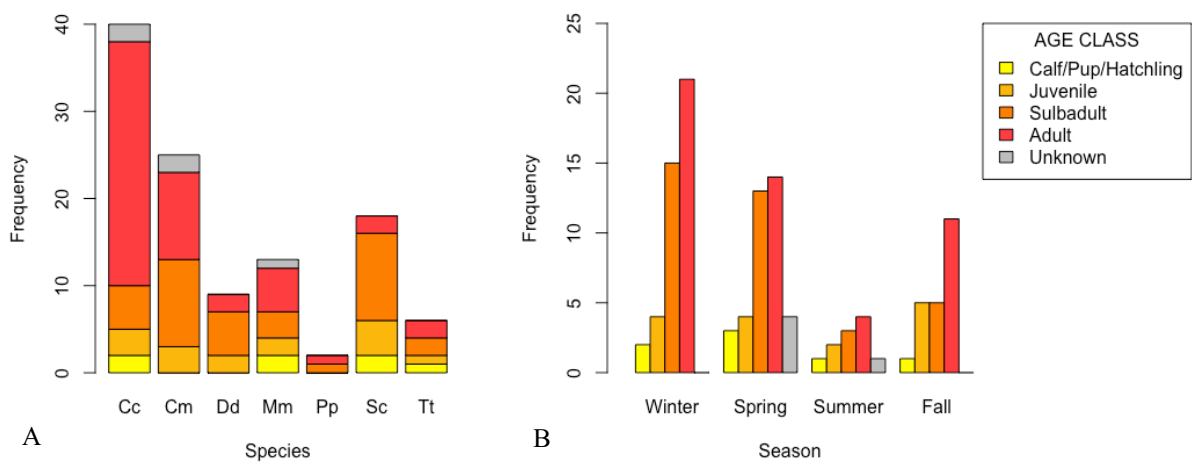 Frequency
40
30
20
10
0
Cc Cm Dd Mm Pp Sc Tt
Species
A
Frequency
25
20
15
10
5
0
Winter Spring Summer Fall
Season
B
AGE CLASS
Calf/Pup/Hatchling
Juvenile
Sulbadult
Adult
Unknown